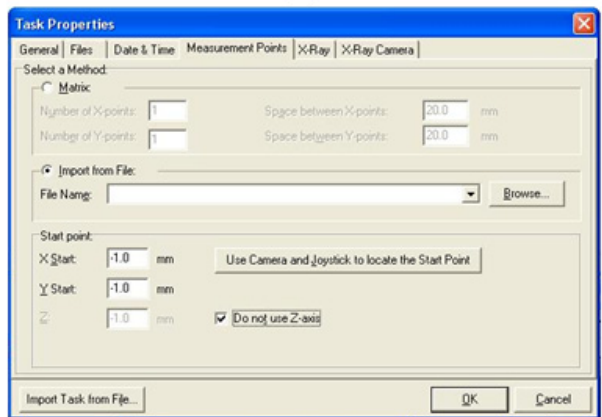 Task Properties
General Files Date & Time Measurement Points X-Ray X-Ray Camera
Select a Method:
Matrix:
Number of X-points: 1 Space between X-points: 20.0 mm
Number of Y-points: 1 Space between Y-points: 20.0 mm
Import from File:
File Name: Browse...
Start point:
X Start: -1.0 mm Use Camera and Joystick to locate the Start Point
Y Start: -1.0 mm
Z: -1.0 mm Do not use Z-axis
Import Task from File... OK Cancel